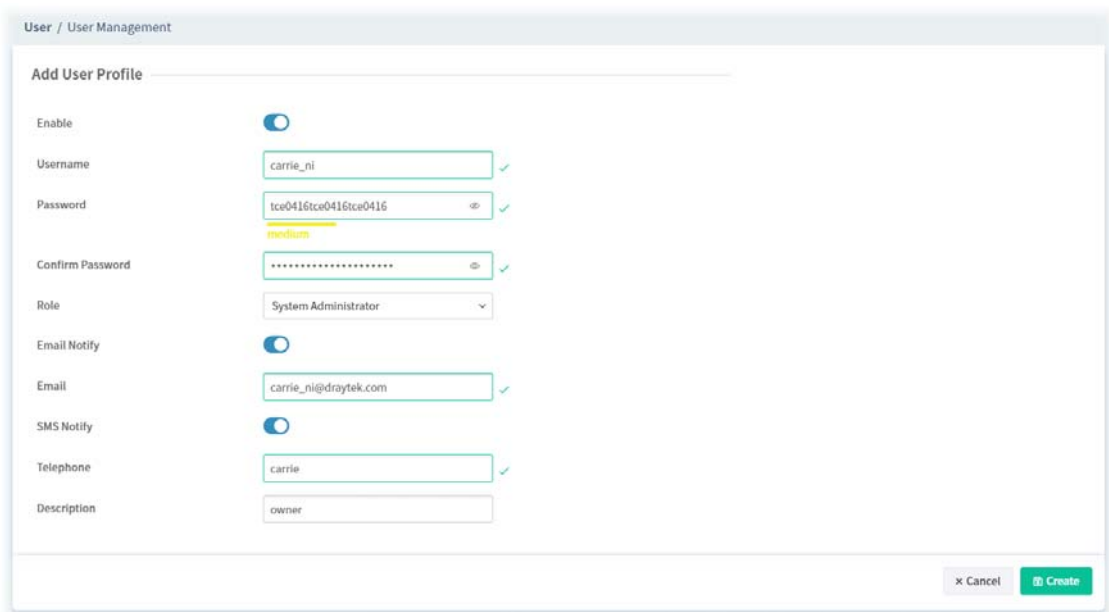 User / User Management
Add User Profile
Enable
Username carrie_ni
Password tce0416tce0416tce0416
medium
Confirm Password •••••••••••••••••••••
Role System Administrator
Email Notify
Email carrie_ni@draytek.com
SMS Notify
Telephone carrie
Description owner
× Cancel Create